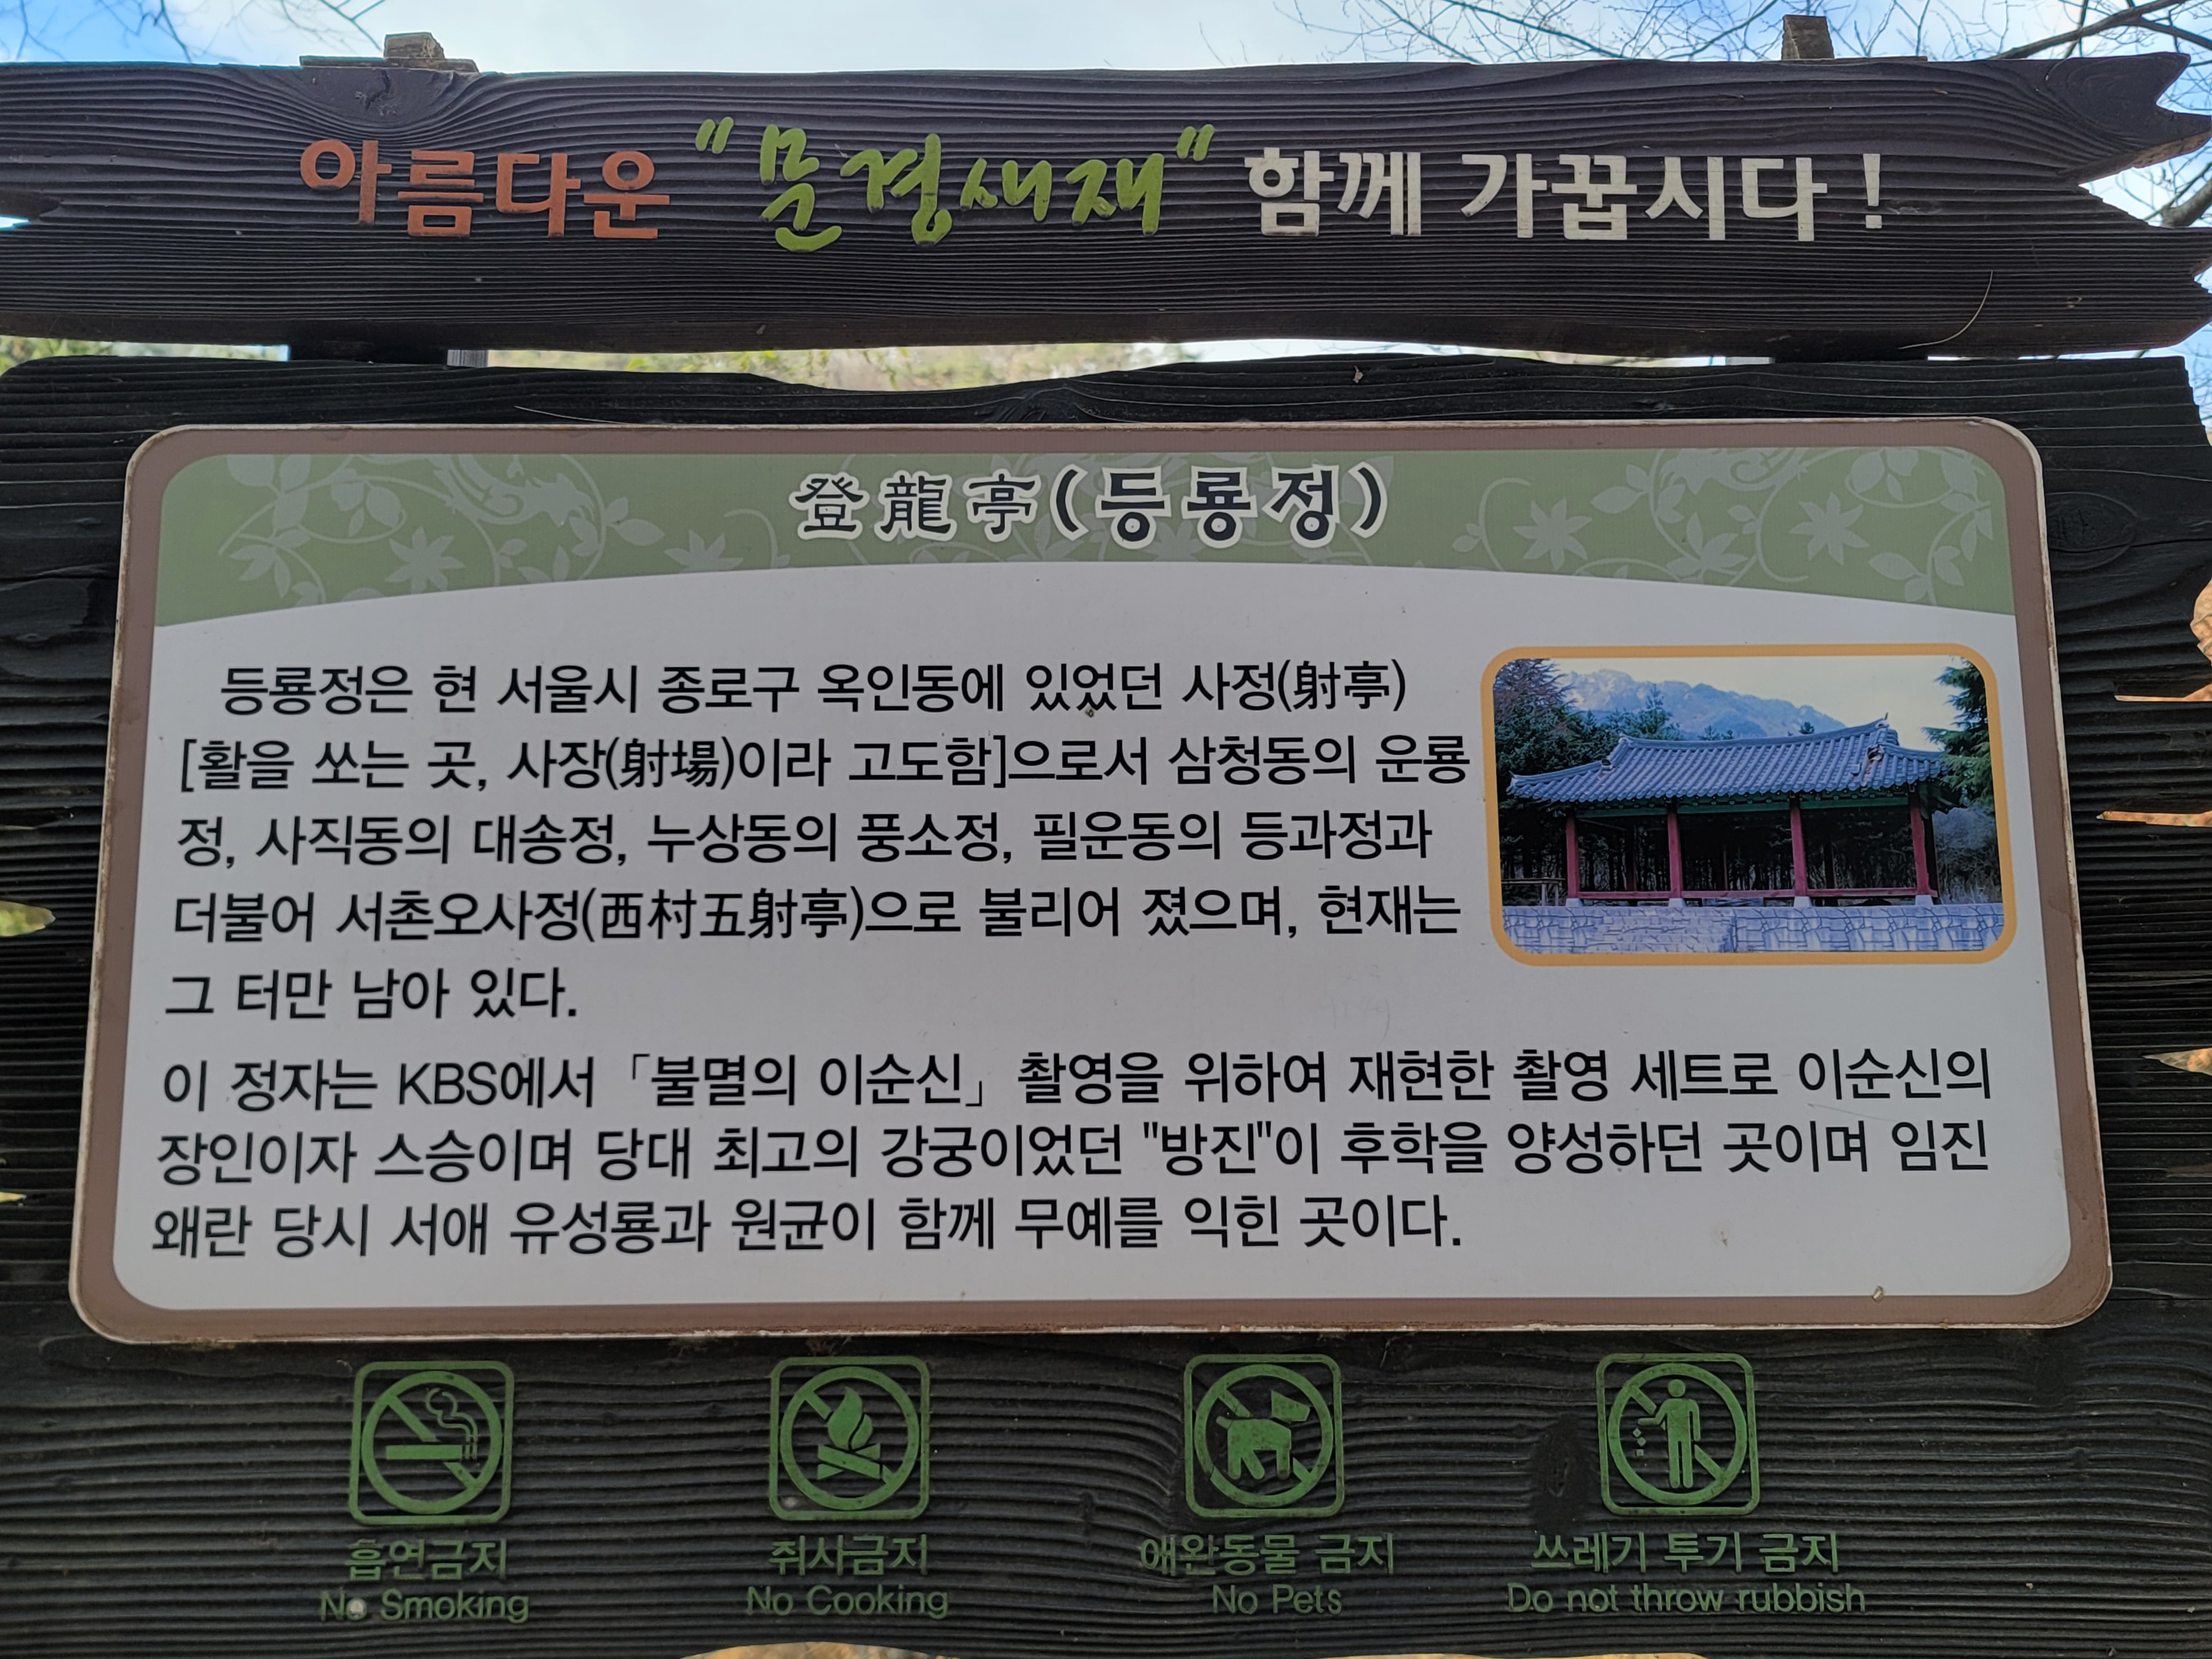 아름다운 "문경새재" 함께 가꿉시다!
登龍亭(등룡정)
등룡정은 현 서울시 종로구 옥인동에 있었던 사정(射亭)
[활을 쏘는 곳, 사장(射場)이라 고도함]으로서 삼청동의 운룡
정, 사직동의 대송정, 누상동의 풍소정, 필운동의 등과정과
더불어 서촌오사정(西村五射亭)으로 불리어 졌으며, 현재는
그 터만 남아 있다.
이 정자는 KBS에서 「불멸의 이순신」 촬영을 위하여 재현한 촬영 세트로 이순신의
장인이자 스승이며 당대 최고의 강궁이었던 "방진"이 후학을 양성하던 곳이며 임진
왜란 당시 서애 유성룡과 원균이 함께 무예를 익힌 곳이다.
흡연금지 취사금지 애완동물 금지 쓰레기 투기 금지
No Smoking No Cooking No Pets Do not throw rubbish